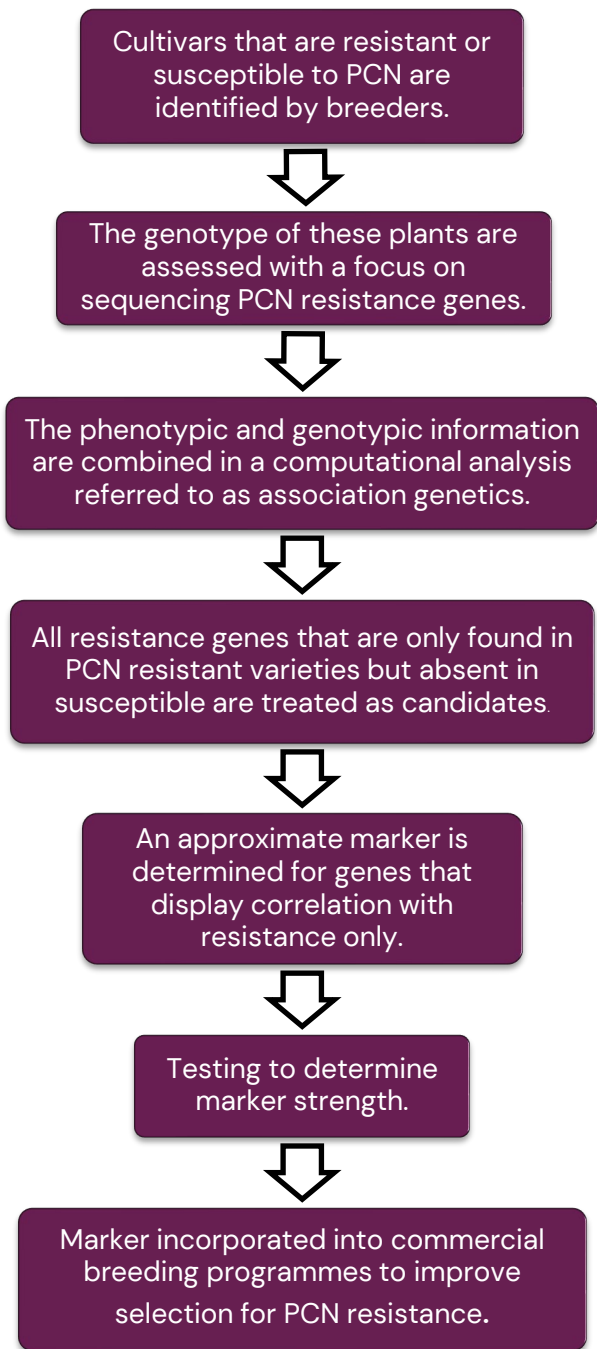 Cultivars that are resistant or
susceptible to PCN are
identified by breeders.
The genotype of these plants are
assessed with a focus on
sequencing PCN resistance genes.
The phenotypic and genotypic information
are combined in a computational analysis
referred to as association genetics.
All resistance genes that are only found in
PCN resistant varieties but absent in
susceptible are treated as candidates.
An approximate marker is
determined for genes that
display correlation with
resistance only.
Testing to determine
marker strength.
Marker incorporated into commercial
breeding programmes to improve
selection for PCN resistance.